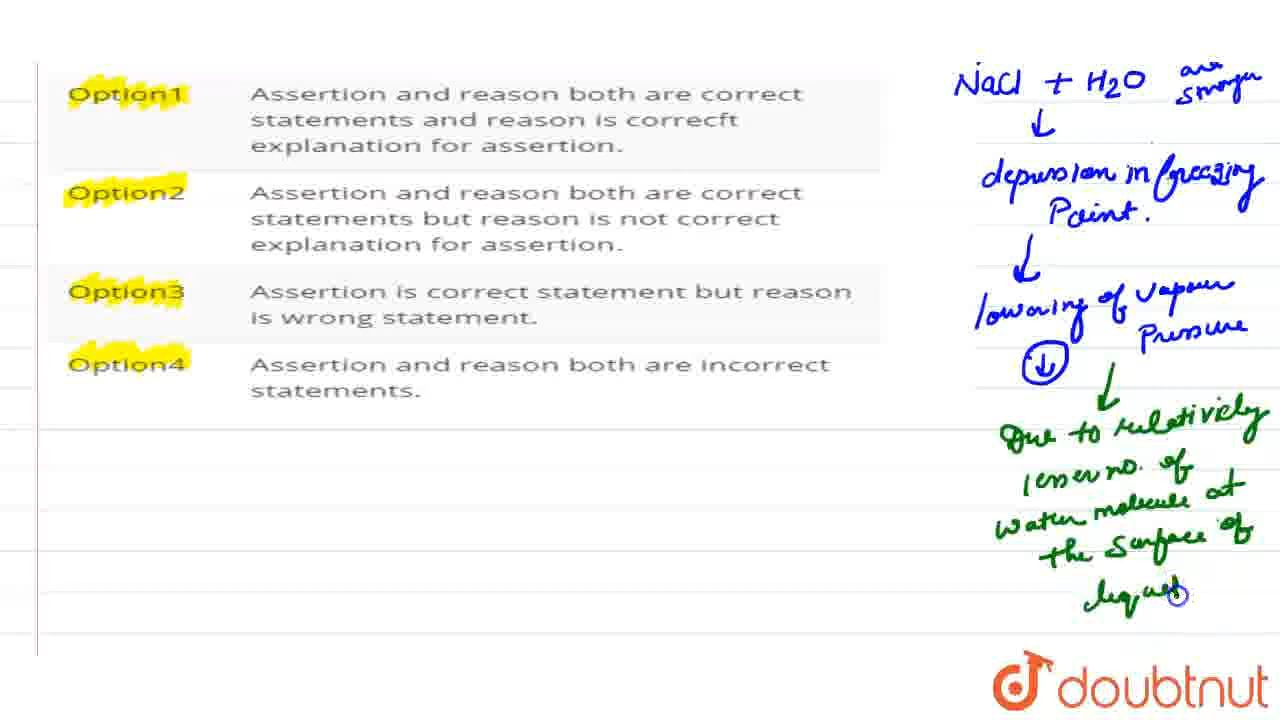 Option1
Assertion and reason both are correct
statements and reason is correcft
explanation for assertion.
Option2
Assertion and reason both are correct
statements but reason is not correct
explanation for assertion.
Option3
Assertion is correct statement but reason
is wrong statement.
Option4
Assertion and reason both are incorrect
statements.
NaCl + H2O are
stronger
↓
depression in freezing
Point.
↓
lowering of vapour
Pressure
↓
↓
Due to relatively
lesser no. of
water molecule at
the surface of
doubtnut